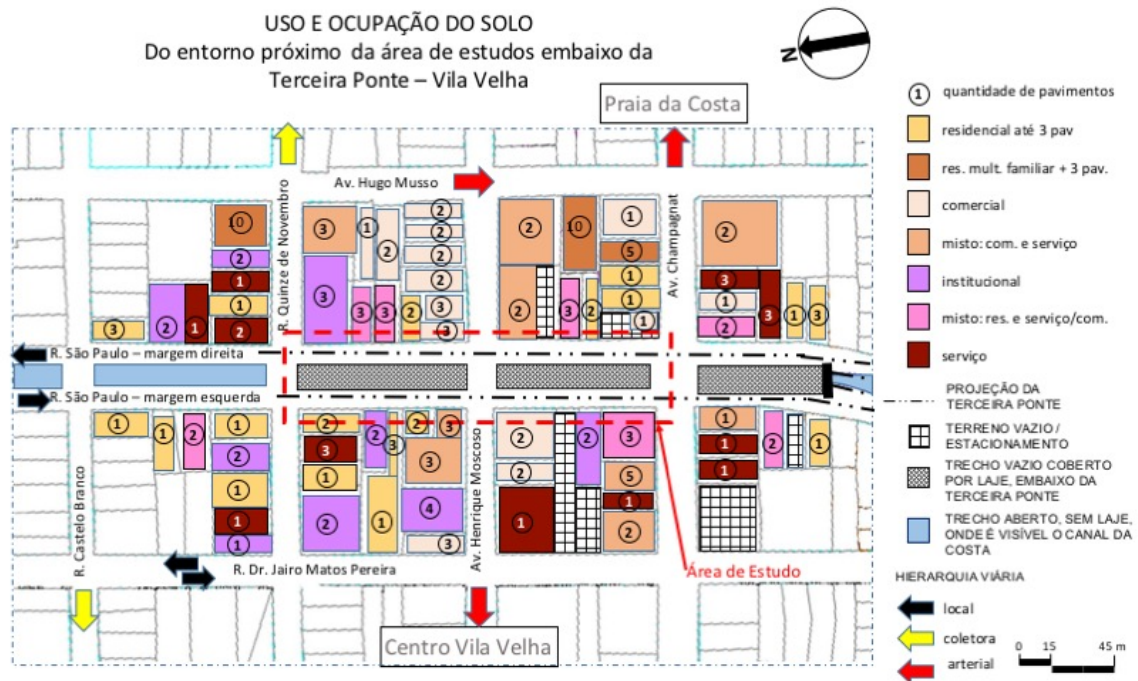 USO E OCUPAÇÃO DO SOLO
Do entorno próximo da área de estudos embaixo da
Terceira Ponte – Vila Velha
N
Praia da Costa
Av. Hugo Musso
R. Quinze de Novembro
Av. Champagnat
10
3
1
2
2
2
2
2
2
3
3
3
3
2
2
10
1
5
1
1
1
2
3
2
2
2
3
2
2
3
1
3
2
1
2
1
1
2
3
R. São Paulo – margem direita
R. São Paulo – margem esquerda
1
1
2
1
2
1
1
2
2
3
1
2
2
3
1
2
3
3
4
3
2
2
1
2
3
5
1
2
1
1
1
2
1
R. Castelo Branco
Av. Henrique Moscoso
R. Dr. Jairo Matos Pereira
Área de Estudo
Centro Vila Velha
1 quantidade de pavimentos
residencial até 3 pav
res. mult. familiar + 3 pav.
comercial
misto: com. e serviço
institucional
misto: res. e serviço/com.
serviço
PROJEÇÃO DA
TERCEIRA PONTE
TERRENO VAZIO /
ESTACIONAMENTO
TRECHO VAZIO COBERTO
POR LAJE, EMBAIXO DA
TERCEIRA PONTE
TRECHO ABERTO, SEM LAJE,
ONDE É VISÍVEL O CANAL DA
COSTA
HIERARQUIA VIÁRIA
local
coletora
arterial
0 15 45 m